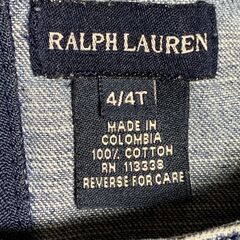 RALPH LAUREN
4/4T
MADE IN
COLOMBIA
100% COTTON
RN 113338
REVERSE FOR CARE